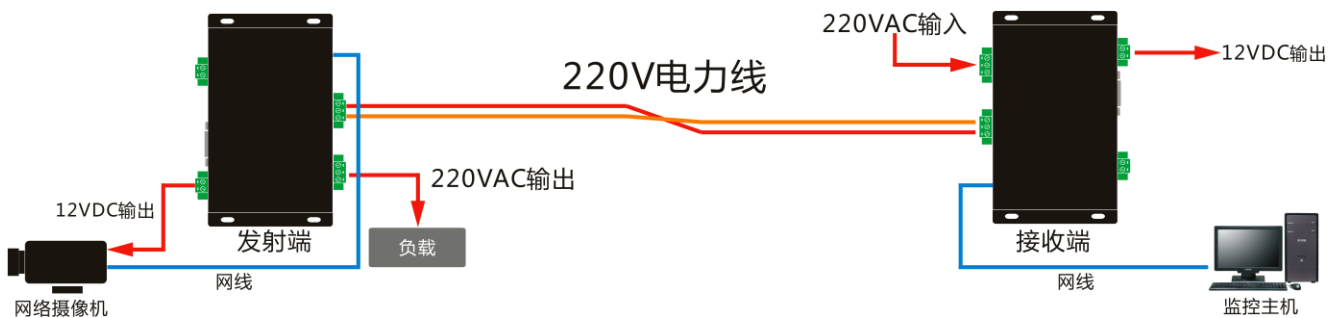 220VAC输入
12VDC输出
220V电力线
220VAC输出
12VDC输出
发射端
负载
接收端
网线
网线
网络摄像机
监控主机